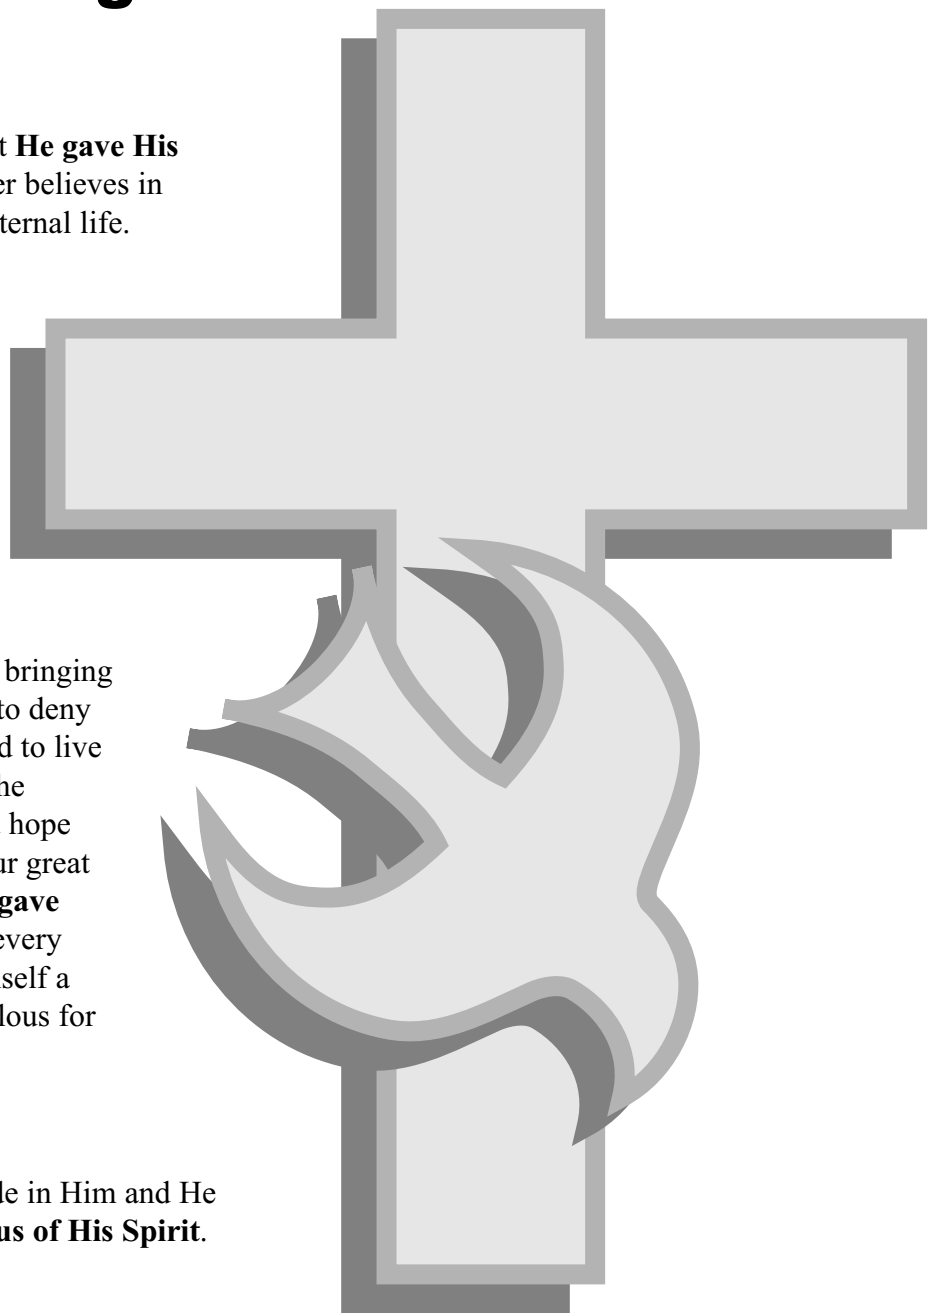 g
t He gave His
er believes in
ternal life.
bringing
to deny
d to live
he
hope
ur great
gave
every
self a
lous for
de in Him and He
us of His Spirit.